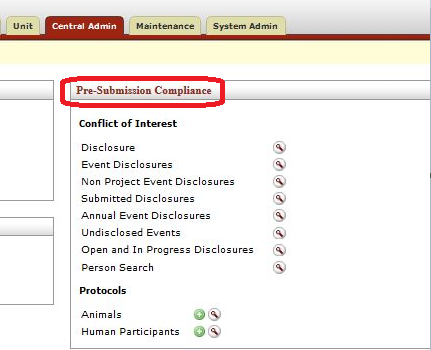 Unit Central Admin Maintenance System Admin
Pre-Submission Compliance
Conflict of Interest
Disclosure
Event Disclosures
Non Project Event Disclosures
Submitted Disclosures
Annual Event Disclosures
Undisclosed Events
Open and In Progress Disclosures
Person Search
Protocols
Animals
Human Participants